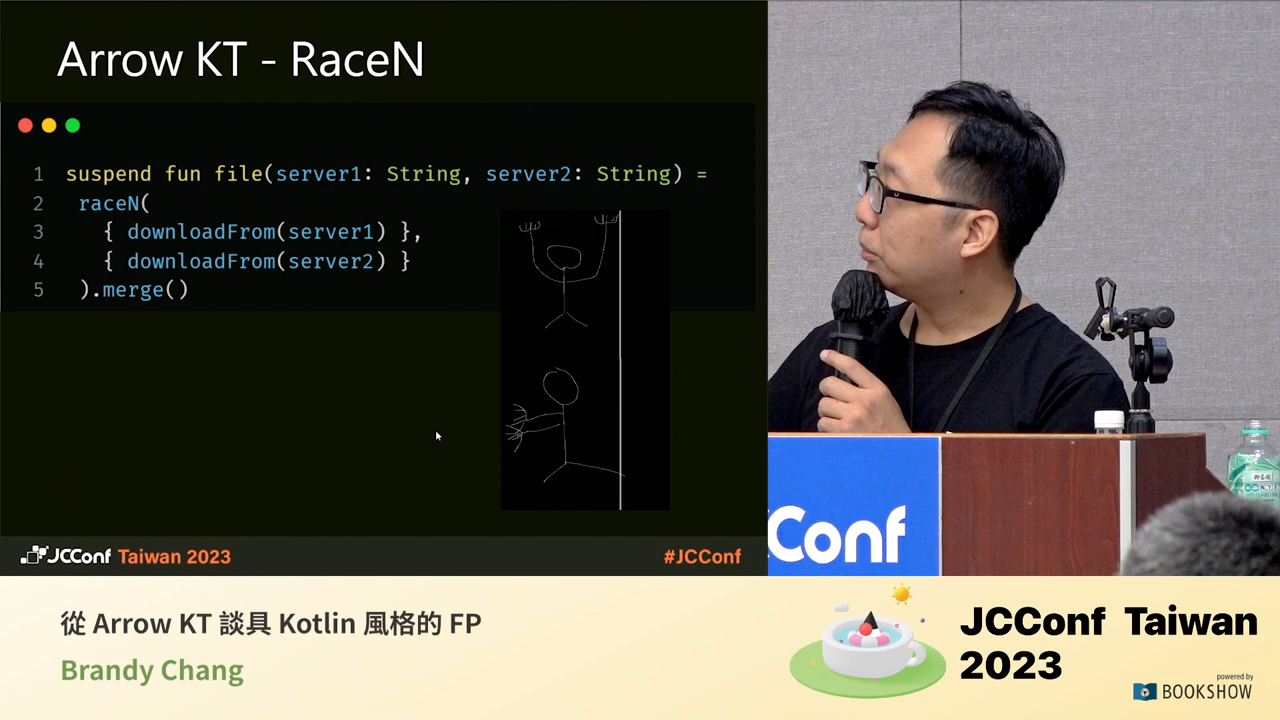 Arrow KT - RaceN
1 suspend fun file(server1: String, server2: String) =
2 raceN(
3 { downloadFrom(server1) },
4 { downloadFrom(server2) }
5 ).merge()
JCConf Taiwan 2023
#JCConf
Conf
從 Arrow KT 談具 Kotlin 風格的 FP
Brandy Chang
JCConf Taiwan
2023
powered by
BOOKSHOW